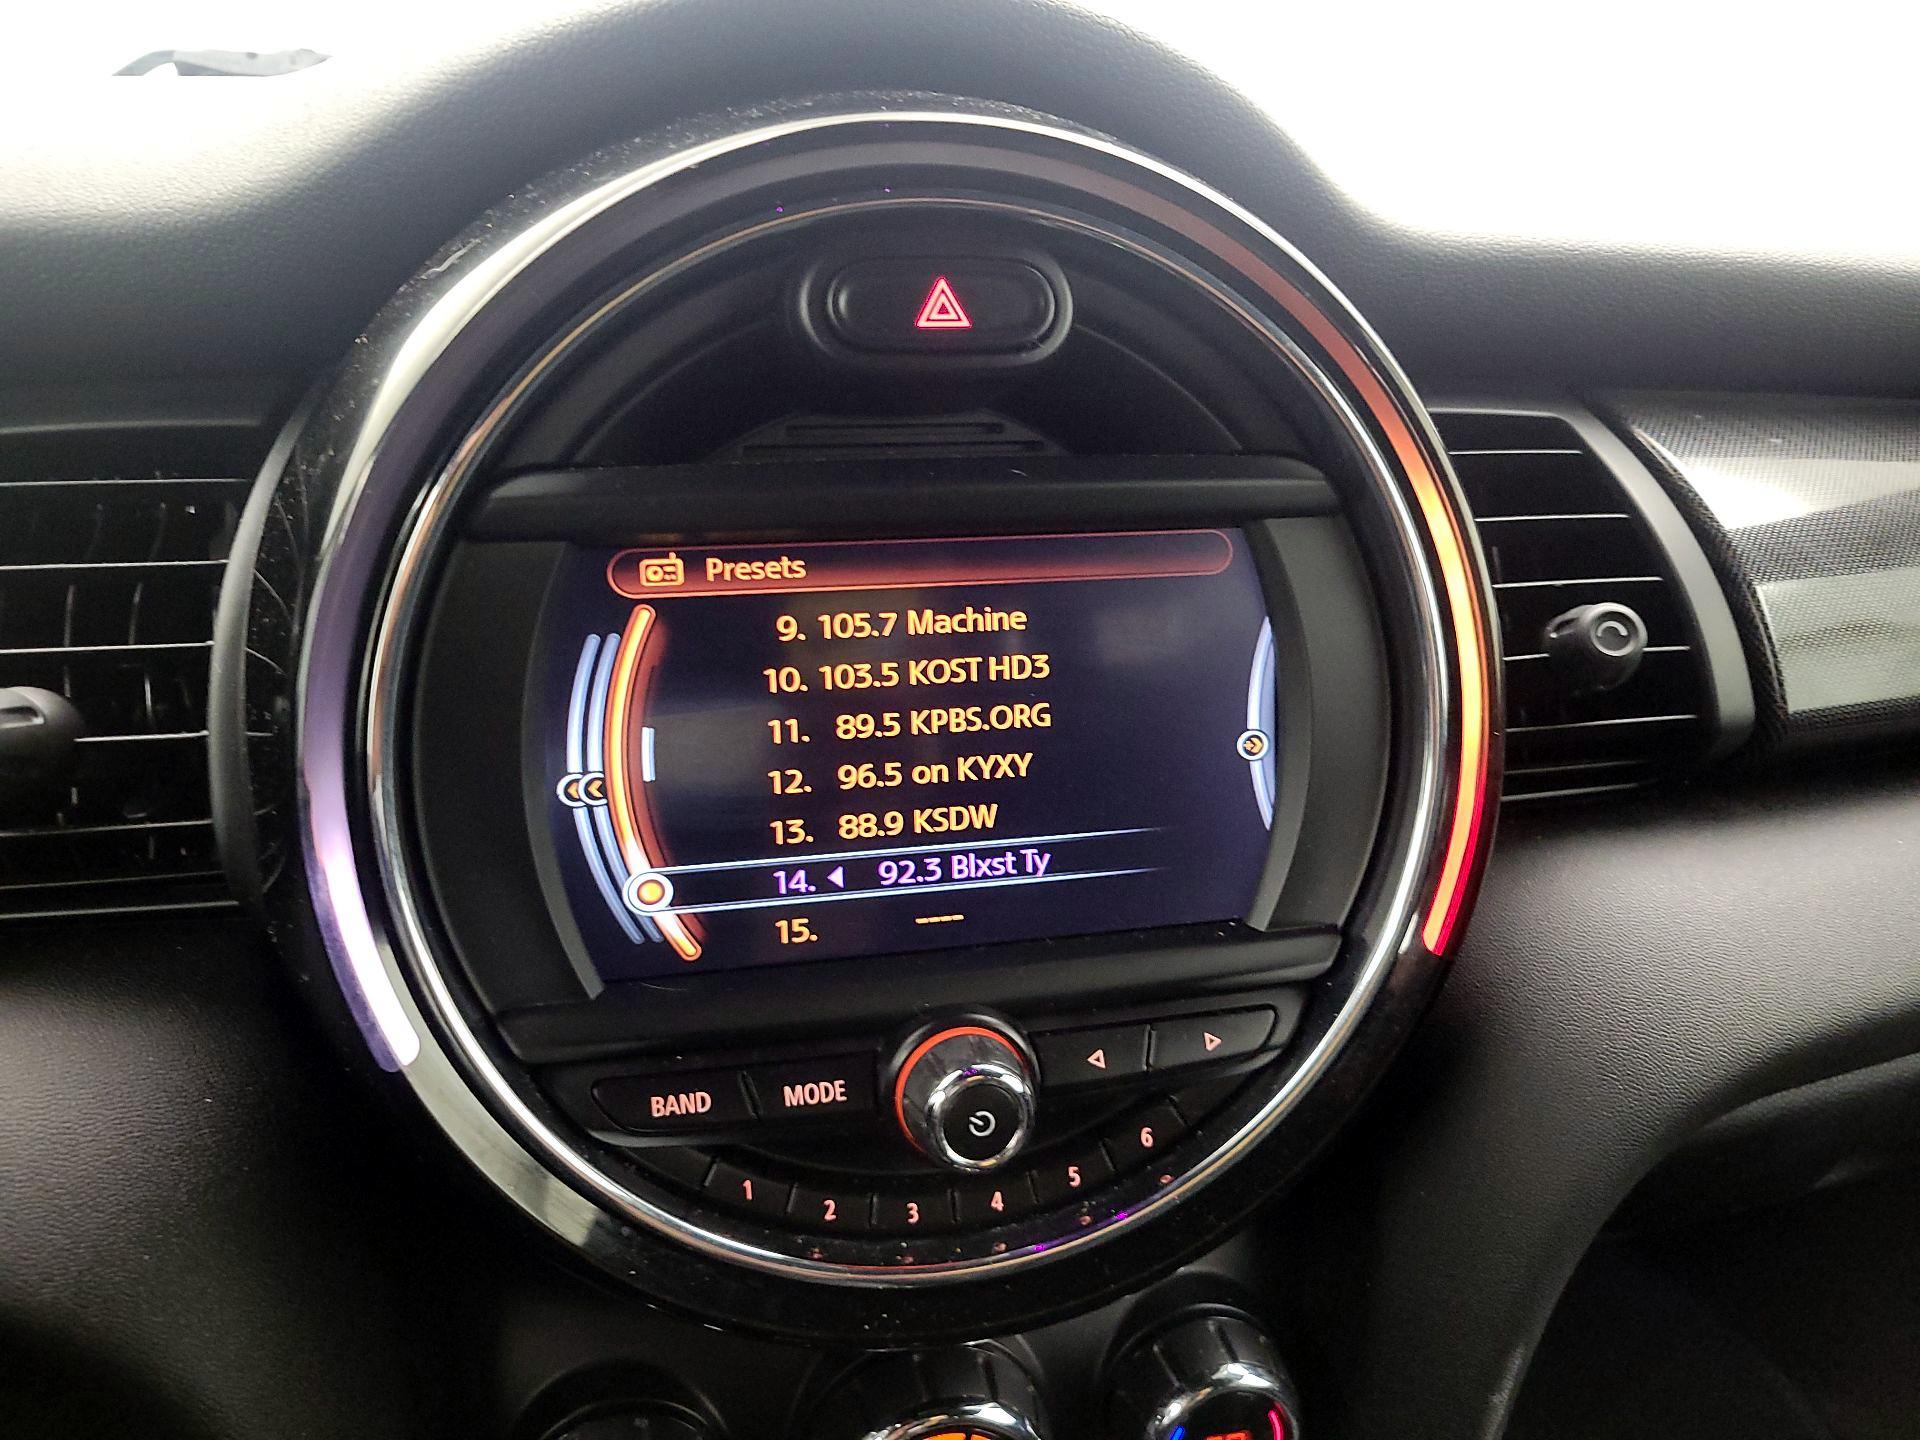 Presets
9. 105.7 Machine
10. 103.5 KOST HD3
11. 89.5 KPBS.ORG
12. 96.5 on KYXY
13. 88.9 KSDW
14. ◄ 92.3 Blxst Ty
15. ----
BAND MODE
1 2 3 4 5 6